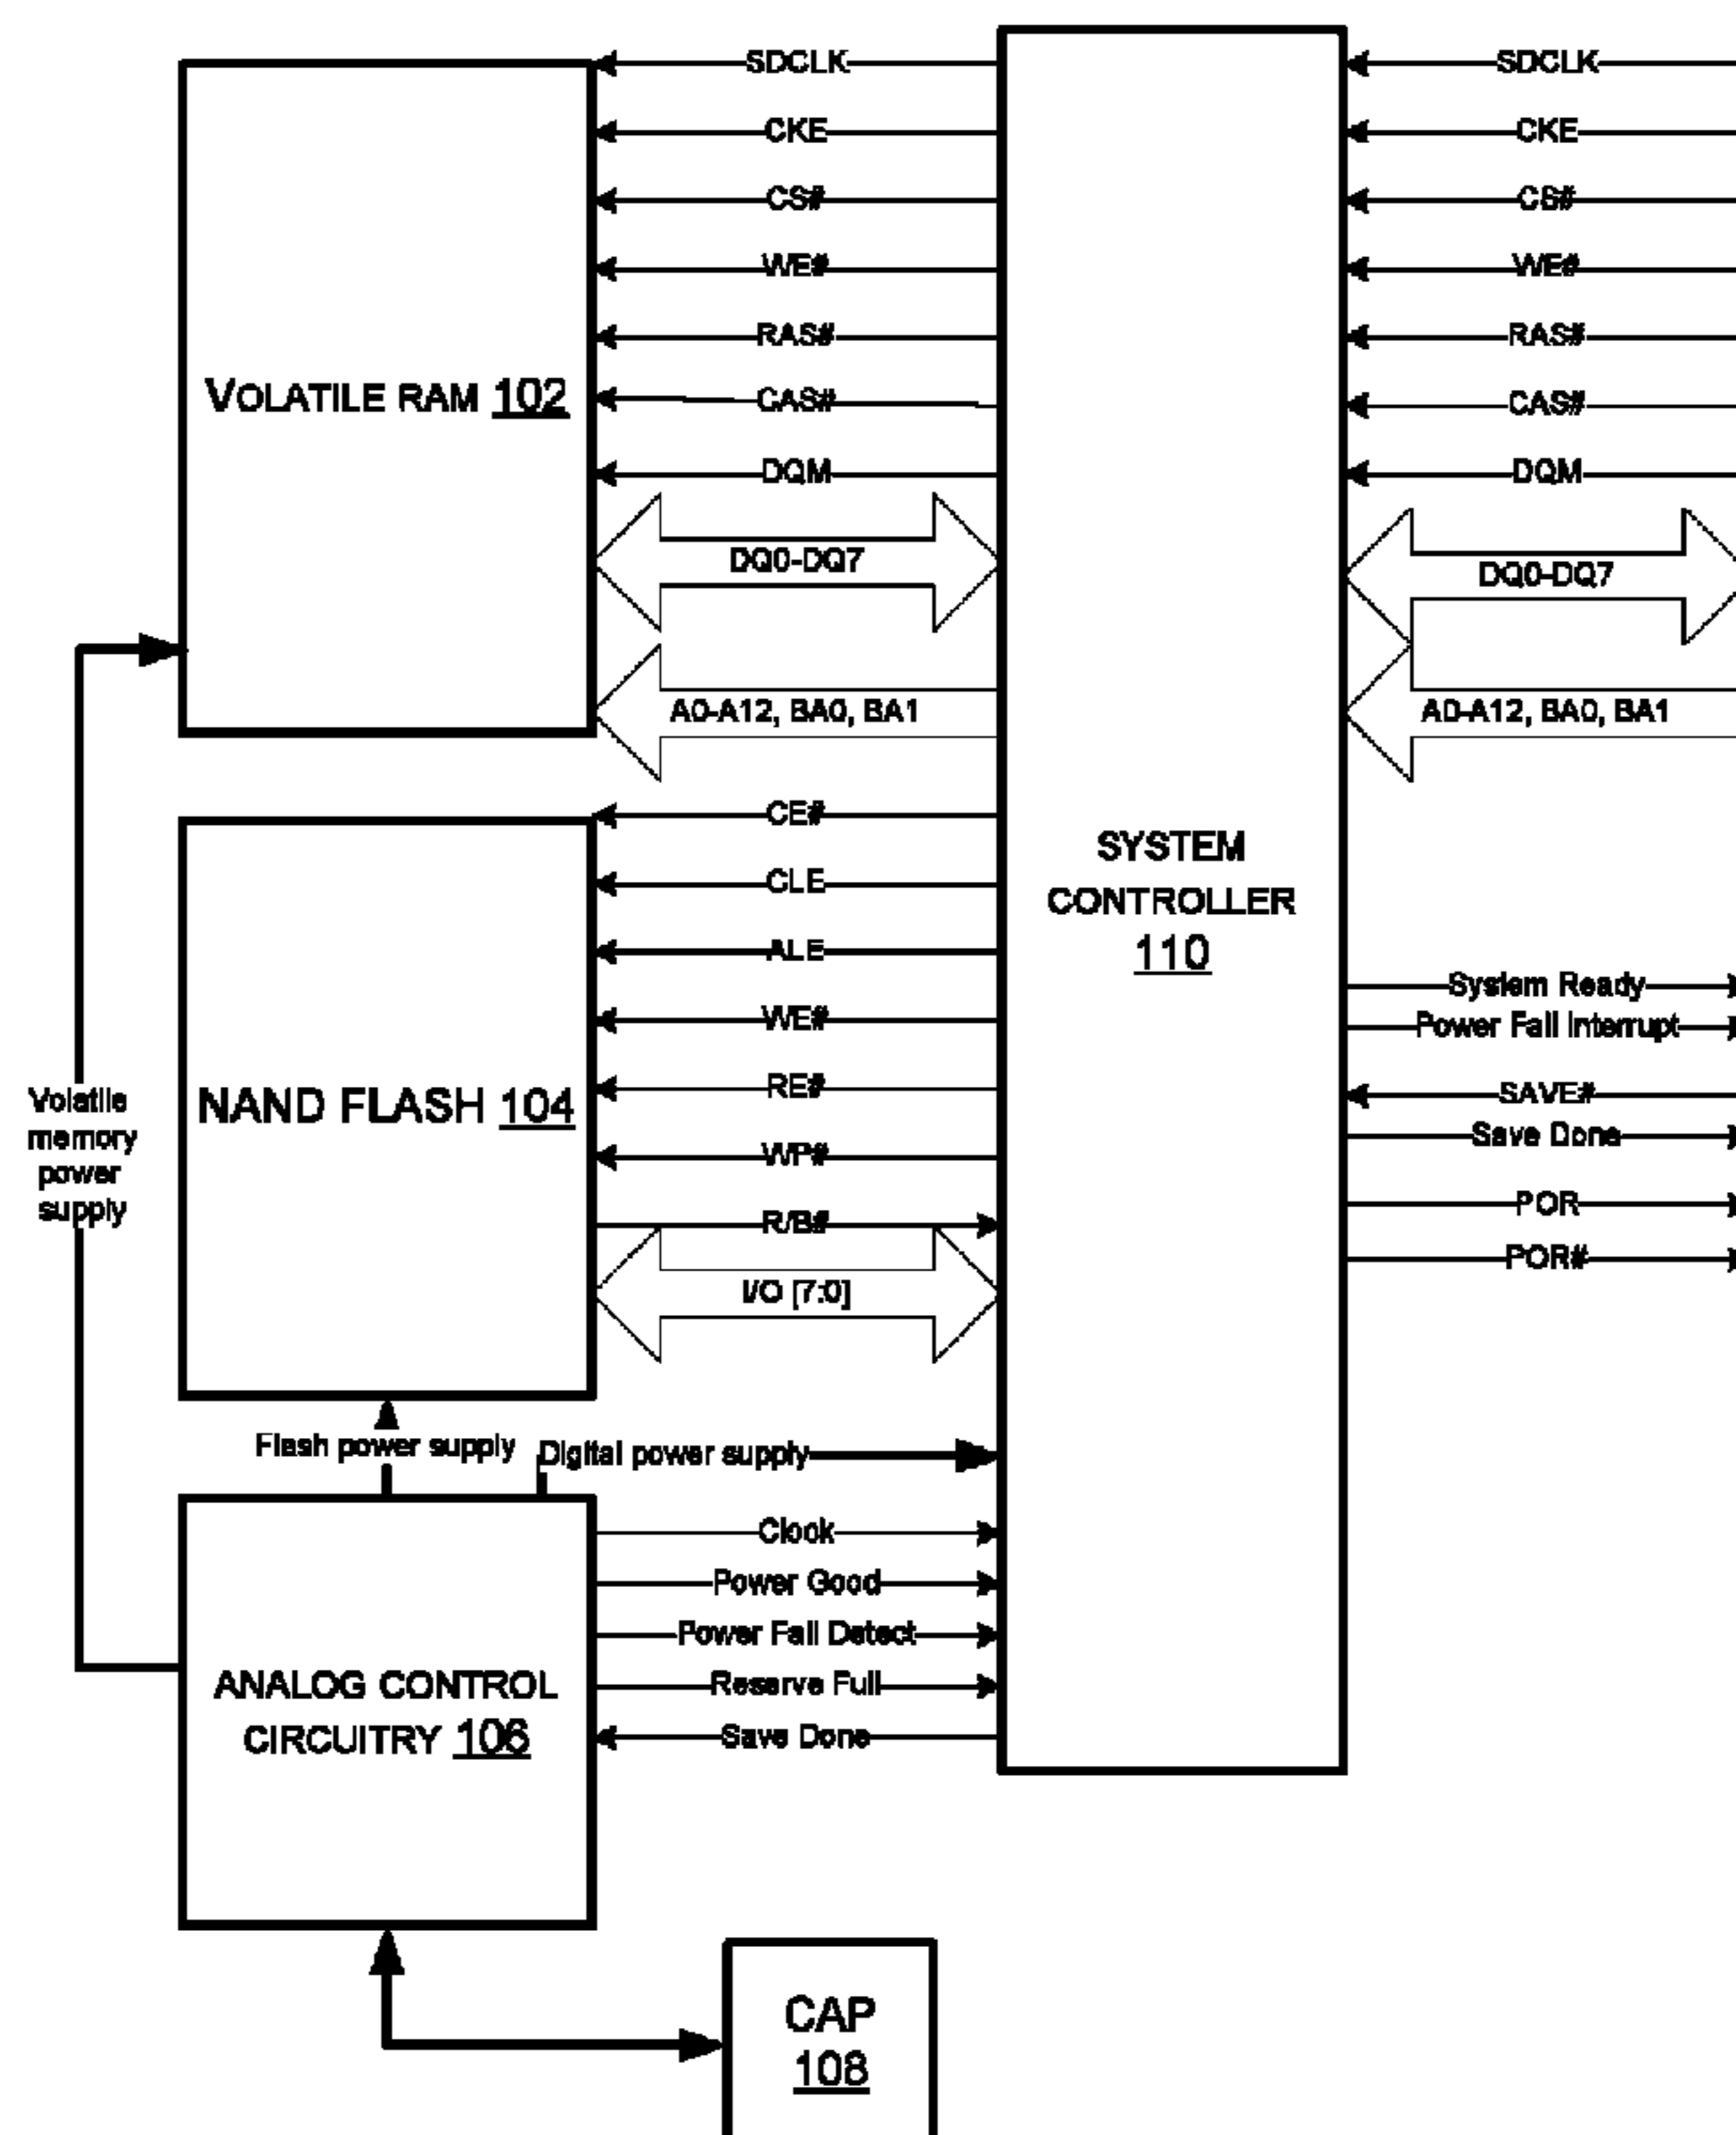 SDCLK
CKE
CS#
WE#
RAS#
CAS#
DQM
DQ0-DQ7
A0-A12, BA0, BA1
VOLATILE RAM 102
SDCLK
CKE
CS#
WE#
RAS#
CAS#
DQM
DQ0-DQ7
A0-A12, BA0, BA1
SYSTEM
CONTROLLER
110
CE#
CLE
ALE
WE#
RE#
WP#
R/B#
I/O [7:0]
NAND FLASH 104
Volatile
memory
power
supply
System Ready
Power Fail Interrupt
SAVE#
Save Done
POR
POR#
Flash power supply
Digital power supply
Clock
Power Good
Power Fail Detect
Reserve Full
Save Done
ANALOG CONTROL
CIRCUITRY 106
CAP
108